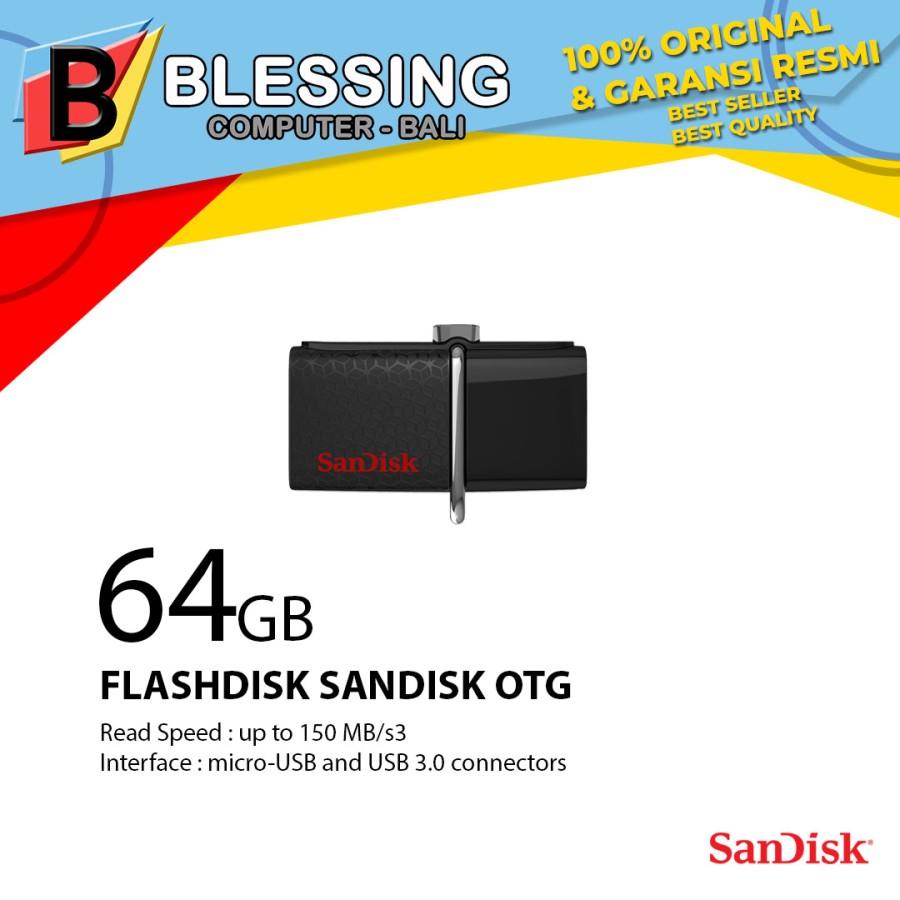 B BLESSING
COMPUTER - BALI
100% ORIGINAL
& GARANSI RESMI
BEST SELLER
BEST QUALITY
SanDisk
64GB
FLASHDISK SANDISK OTG
Read Speed : up to 150 MB/s3
Interface : micro-USB and USB 3.0 connectors
SanDisk®